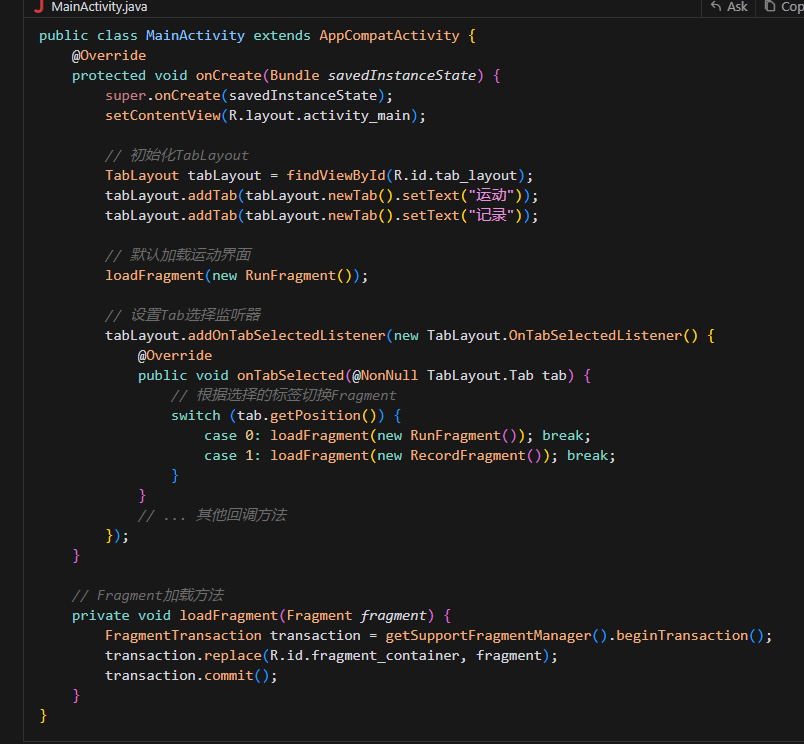 MainActivity.java
Ask
Cop
public class MainActivity extends AppCompatActivity {
    @Override
    protected void onCreate(Bundle savedInstanceState) {
        super.onCreate(savedInstanceState);
        setContentView(R.layout.activity_main);
        // 初始化TabLayout
        TabLayout tabLayout = findViewById(R.id.tab_layout);
        tabLayout.addTab(tabLayout.newTab().setText("运动"));
        tabLayout.addTab(tabLayout.newTab().setText("记录"));
        // 默认加载运动界面
        loadFragment(new RunFragment());
        // 设置Tab选择监听器
        tabLayout.addOnTabSelectedListener(new TabLayout.OnTabSelectedListener() {
            @Override
            public void onTabSelected(@NonNull TabLayout.Tab tab) {
                // 根据选择的标签切换Fragment
                switch (tab.getPosition()) {
                    case 0: loadFragment(new RunFragment()); break;
                    case 1: loadFragment(new RecordFragment()); break;
                }
            }
            // ... 其他回调方法
        });
    }
    // Fragment加载方法
    private void loadFragment(Fragment fragment) {
        FragmentTransaction transaction = getSupportFragmentManager().beginTransaction();
        transaction.replace(R.id.fragment_container, fragment);
        transaction.commit();
    }
}